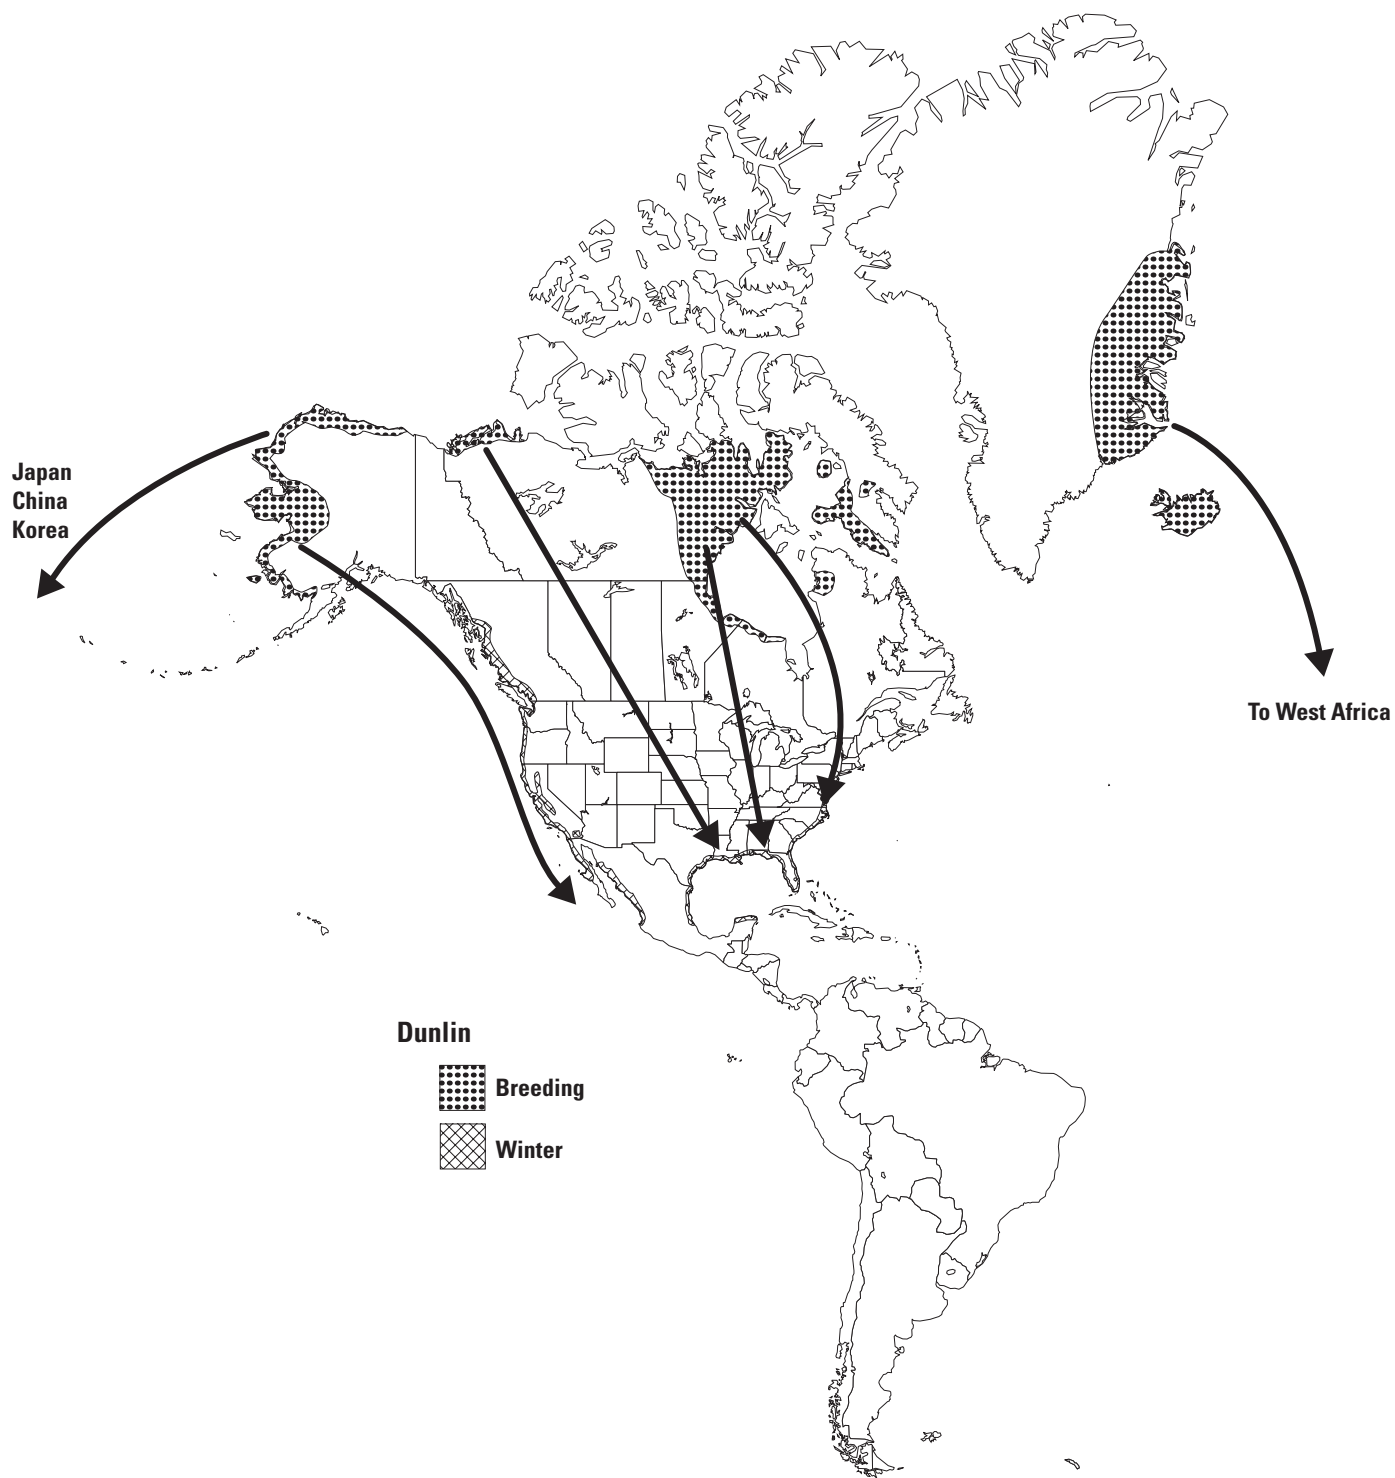 Japan
China
Korea
To West Africa
Dunlin
Breeding
Winter